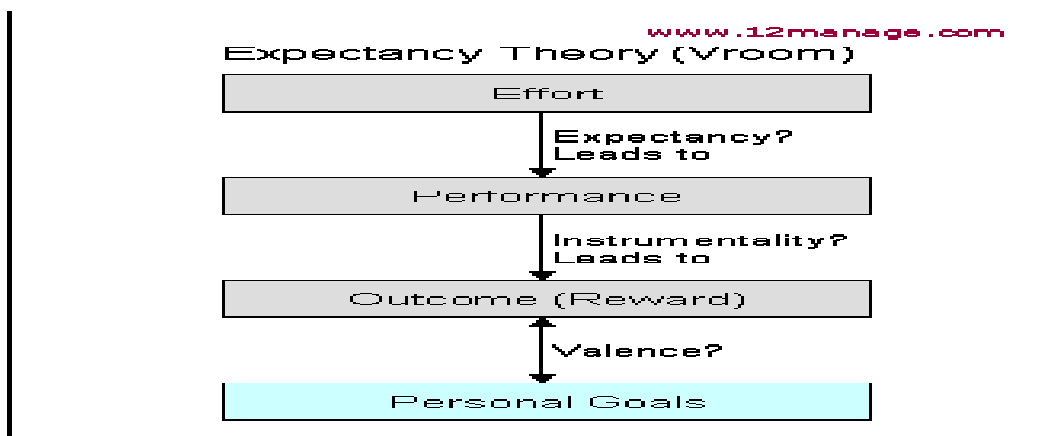 www.12manage.com
Expectancy Theory (Vroom)
Effort
Expectancy?
Leads to
Performance
Instrumentality?
Leads to
Outcome (Reward)
Valence?
Personal Goals